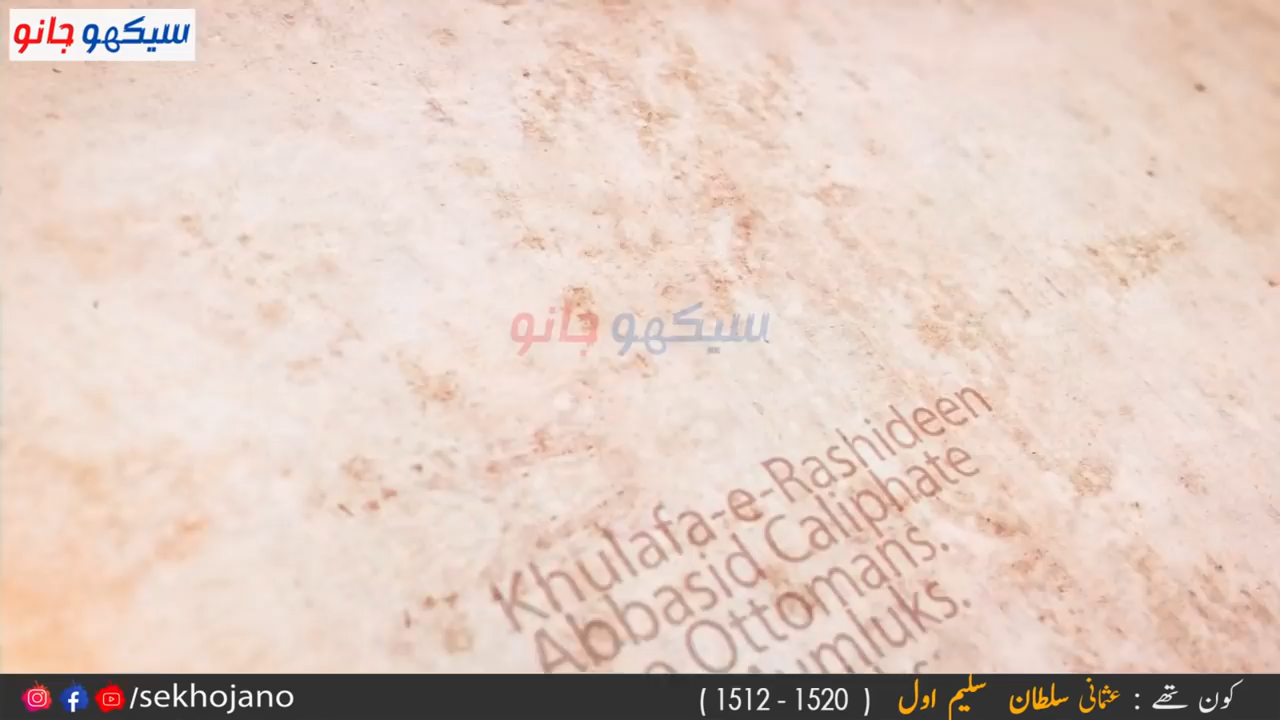 سیکھو جانو
سیکھو جانو
Khulafa-e-Rashideen
Abbasid Caliphate
Ottomans.
/sekhojano
کون تھے : عثمانی سلطان سلیم اول ( 1512 - 1520 )